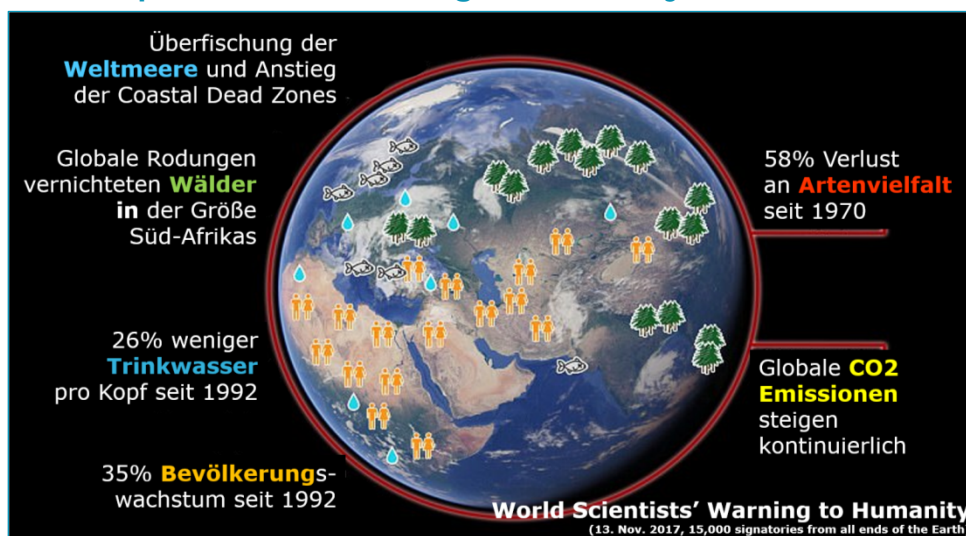 Überfischung der
Weltmeere und Anstieg
der Coastal Dead Zones
Globale Rodungen
vernichteten Wälder
in der Größe
Süd-Afrikas
26% weniger
Trinkwasser
pro Kopf seit 1992
35% Bevölkerungs-
wachstum seit 1992
58% Verlust
an Artenvielfalt
seit 1970
Globale CO2
Emissionen
steigen
kontinuierlich
World Scientists' Warning to Humanity
(13. Nov. 2017, 15,000 signatories from all ends of the Earth